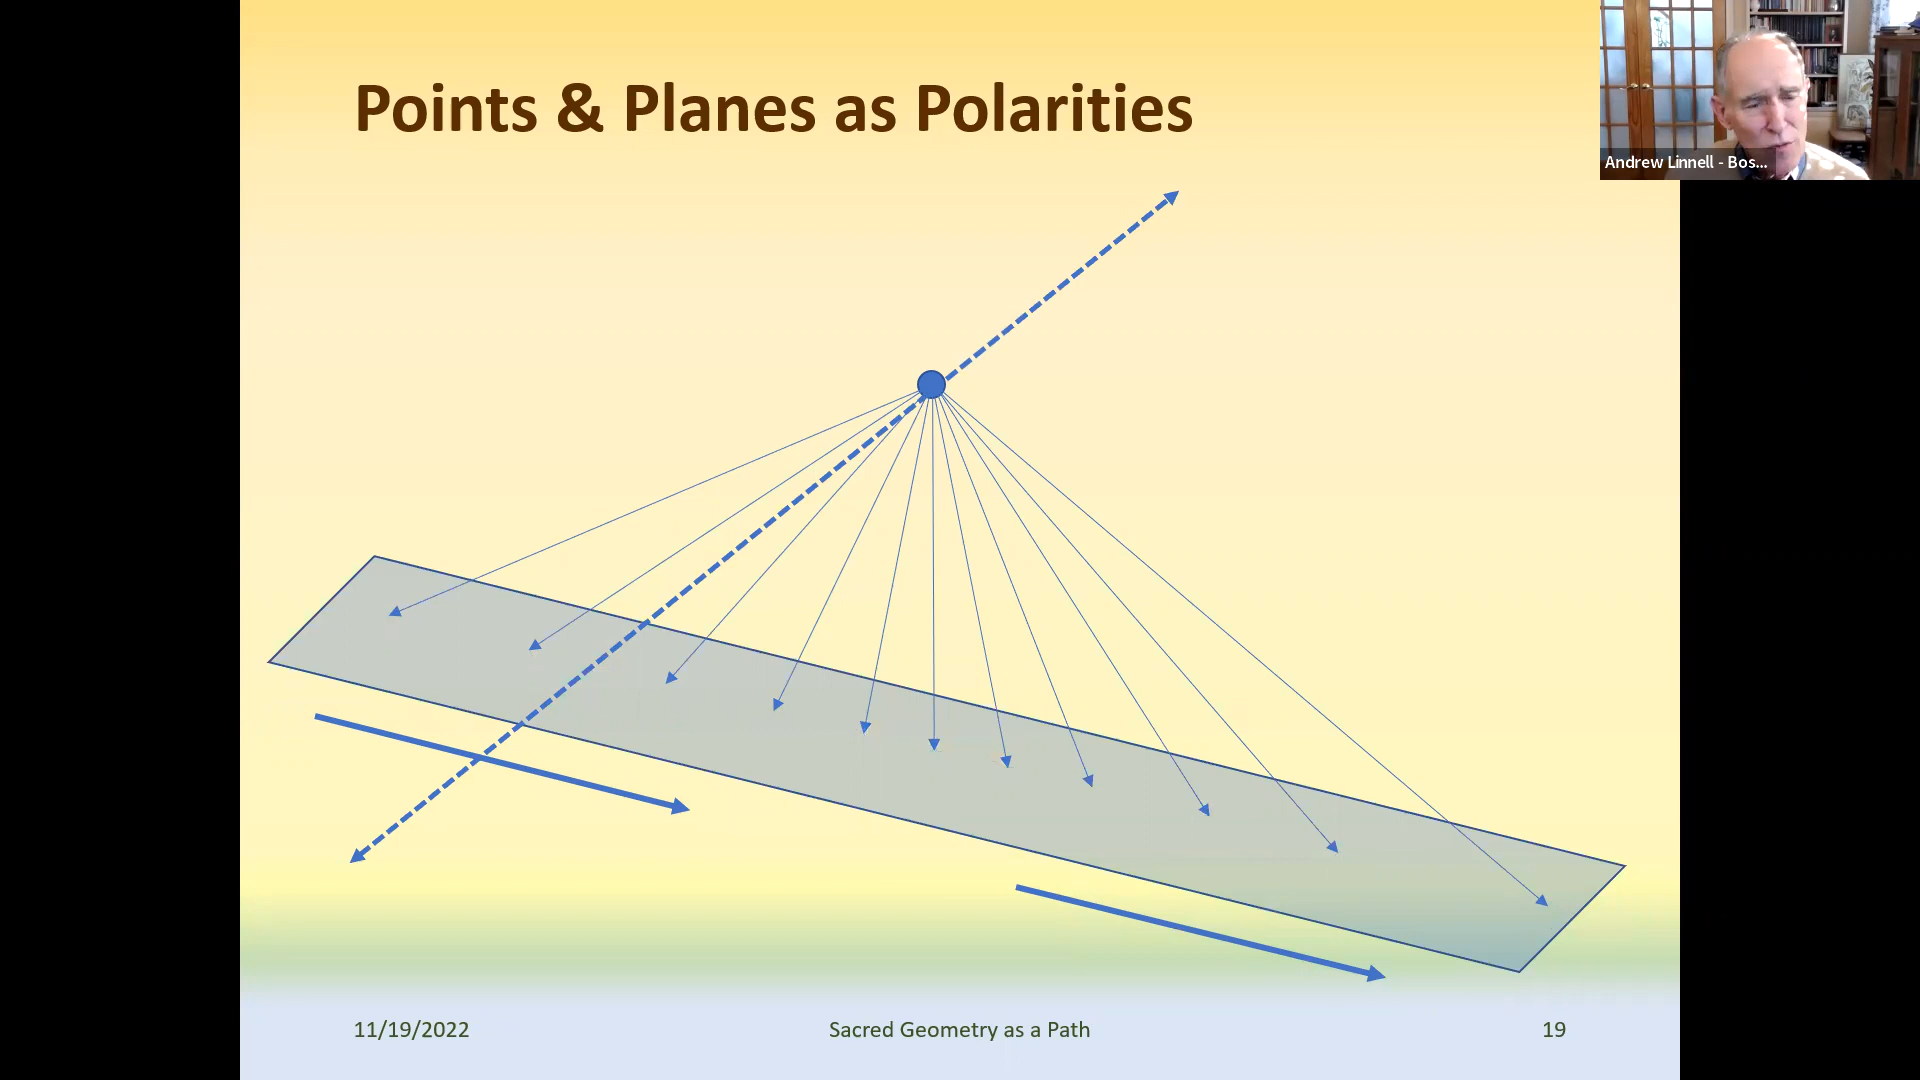 Points & Planes as Polarities
Andrew Linnell - Bos...
11/19/2022
Sacred Geometry as a Path
19